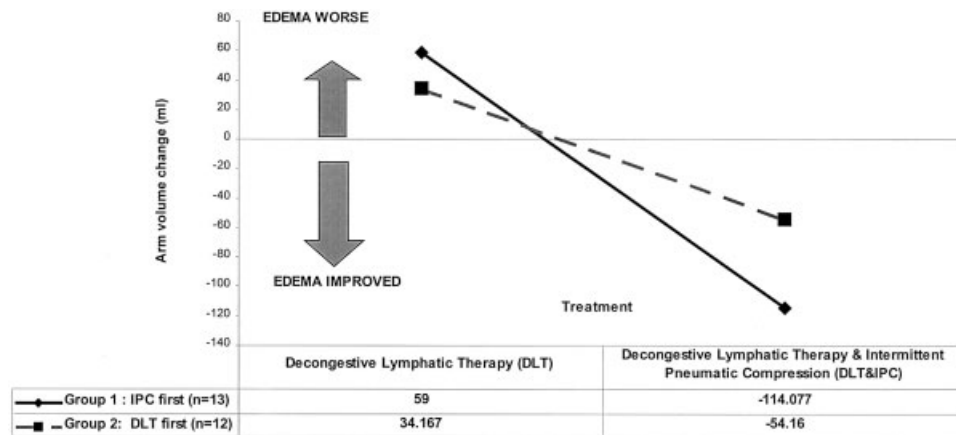 EDEMA WORSE
80
60
40
20
0
-20
-40
-60
-80
-100
-120
-140
Arm volume change (ml)
EDEMA IMPROVED
Treatment
Decongestive Lymphatic Therapy (DLT)
Decongestive Lymphatic Therapy & Intermittent
Pneumatic Compression (DLT&IPC)
Group 1 : IPC first (n=13) 59 -114.077
Group 2: DLT first (n=12) 34.167 -54.16